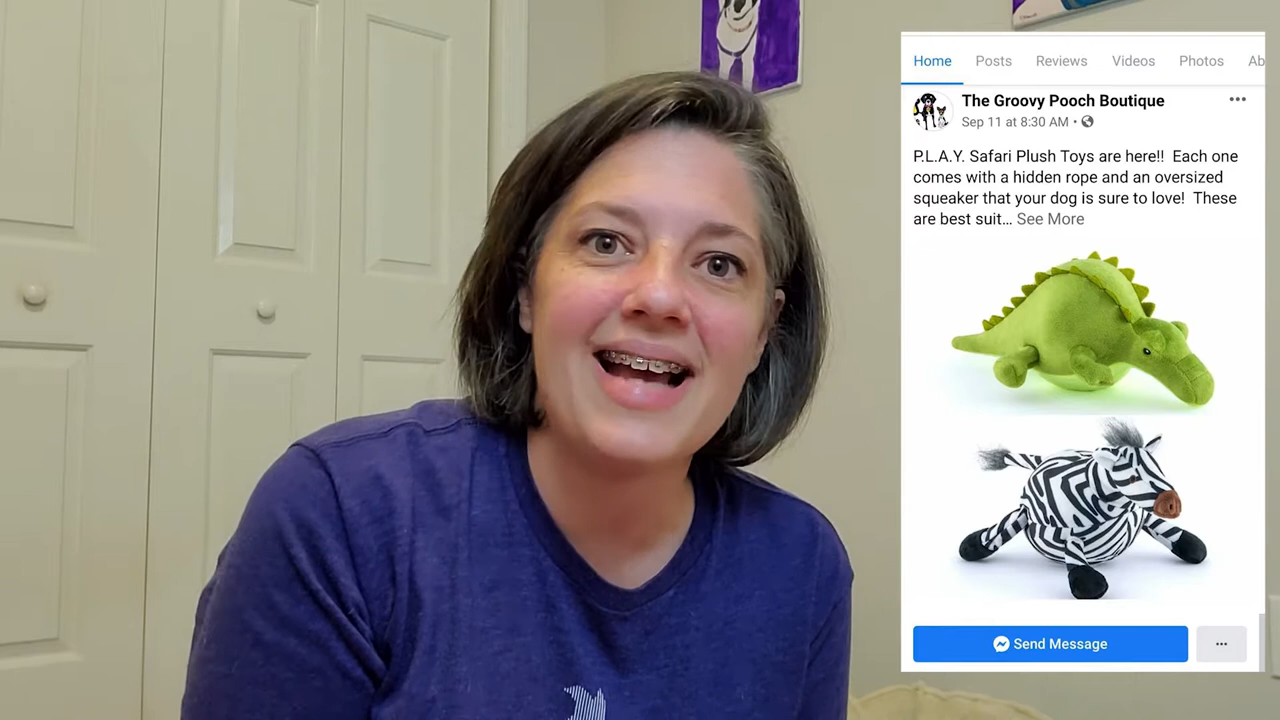 Home Posts Reviews Videos Photos Ab
The Groovy Pooch Boutique
Sep 11 at 8:30 AM •
P.L.A.Y. Safari Plush Toys are here!! Each one
comes with a hidden rope and an oversized
squeaker that your dog is sure to love! These
are best suit... See More
Send Message